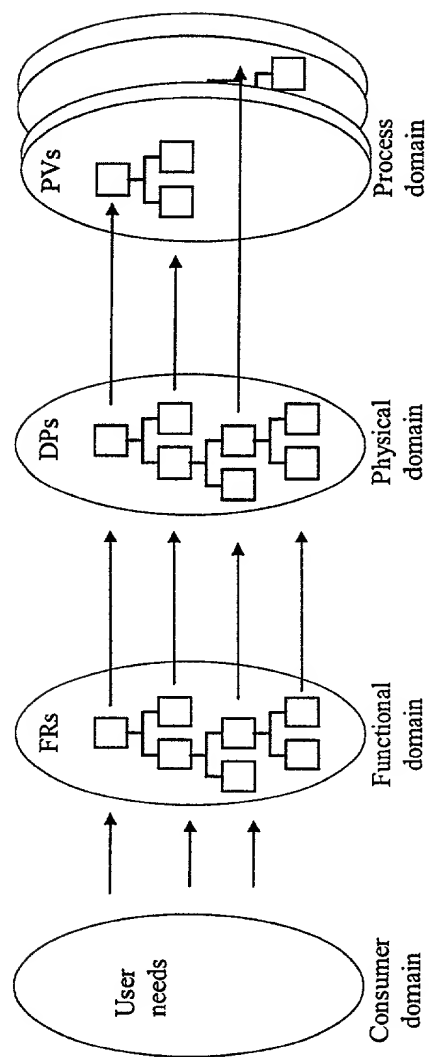 User
needs
FRs
DPs
PVs
Consumer
domain
Functional
domain
Physical
domain
Process
domain